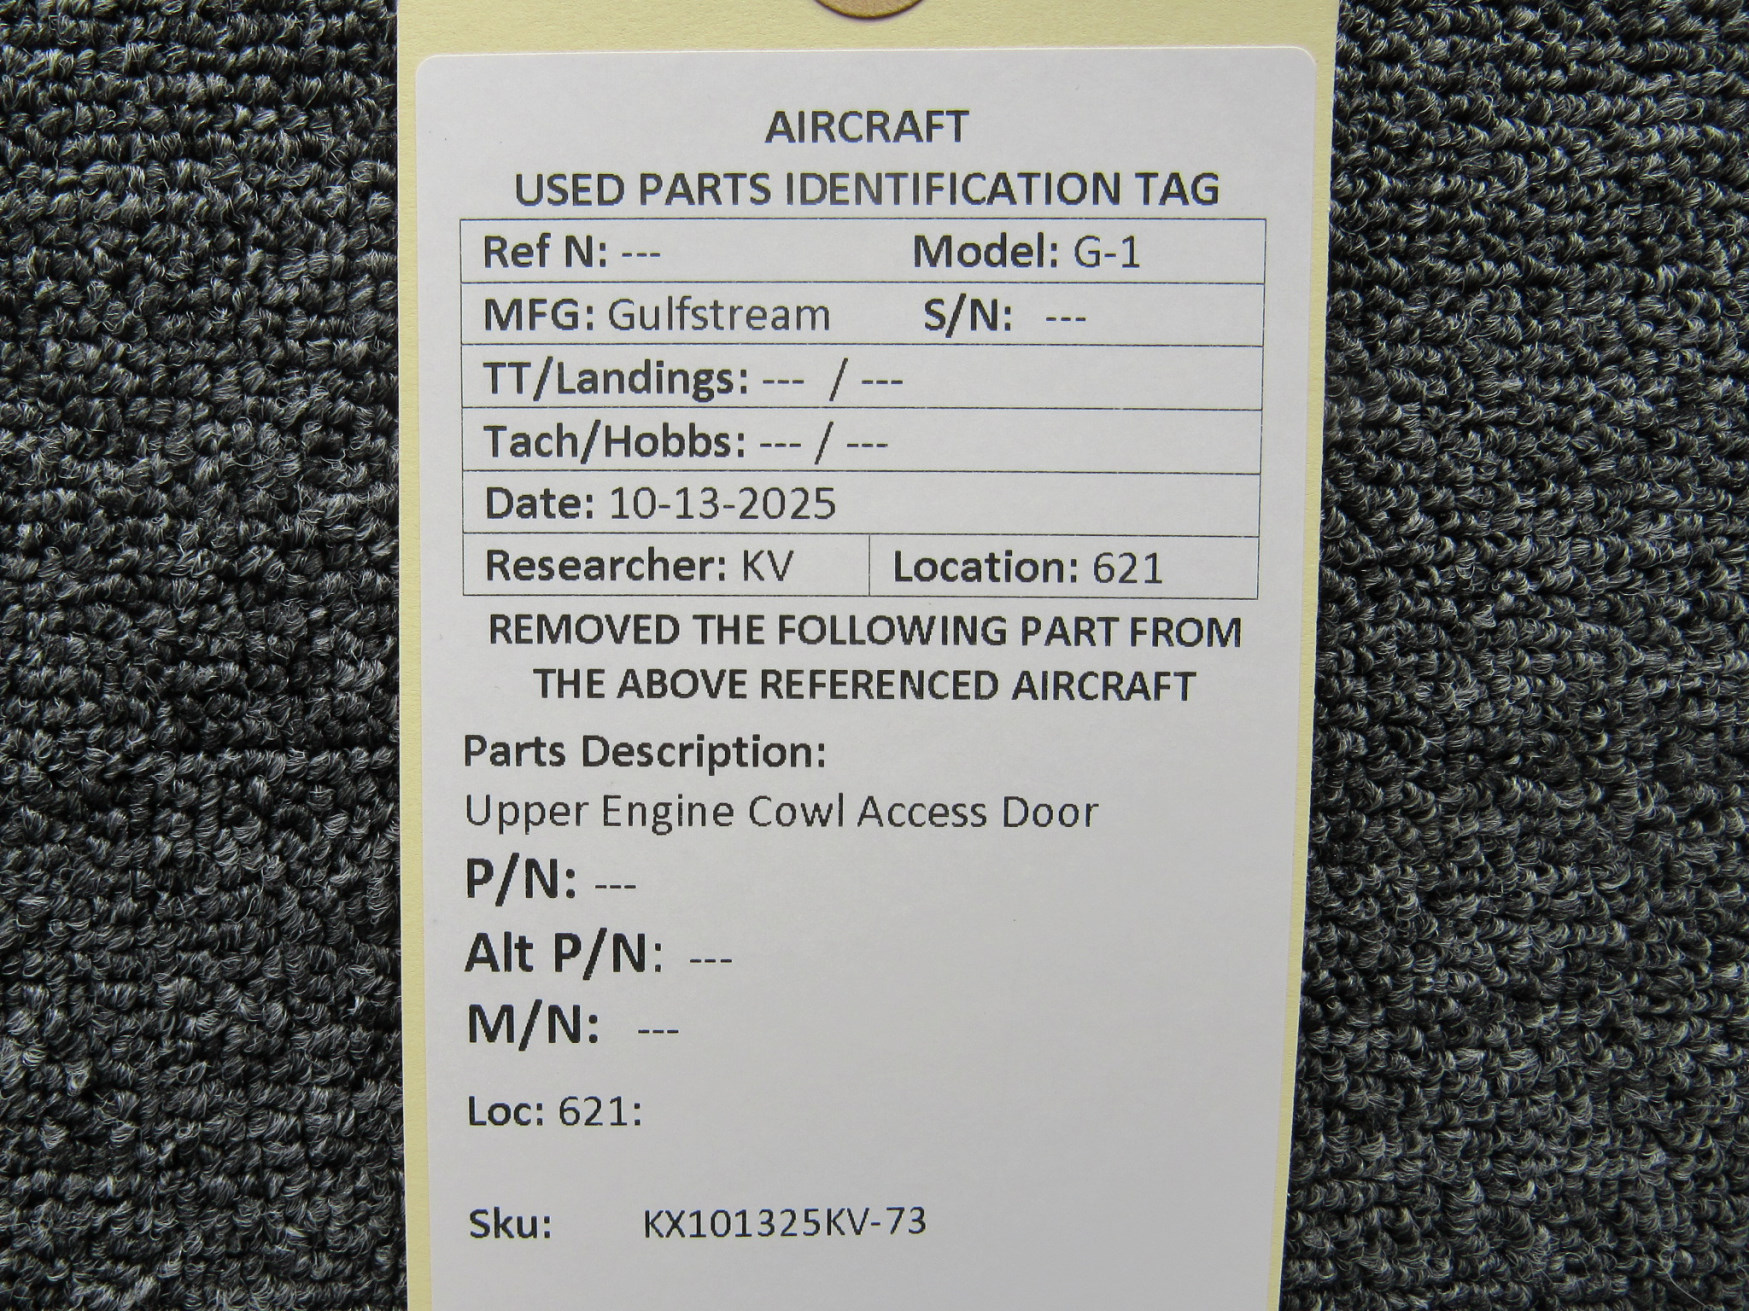 AIRCRAFT
USED PARTS IDENTIFICATION TAG
Ref N: --- Model: G-1
MFG: Gulfstream S/N: ---
TT/Landings: --- / ---
Tach/Hobbs: --- / ---
Date: 10-13-2025
Researcher: KV Location: 621
REMOVED THE FOLLOWING PART FROM
THE ABOVE REFERENCED AIRCRAFT
Parts Description:
Upper Engine Cowl Access Door
P/N: ---
Alt P/N: ---
M/N: ---
Loc: 621:
Sku: KX101325KV-73